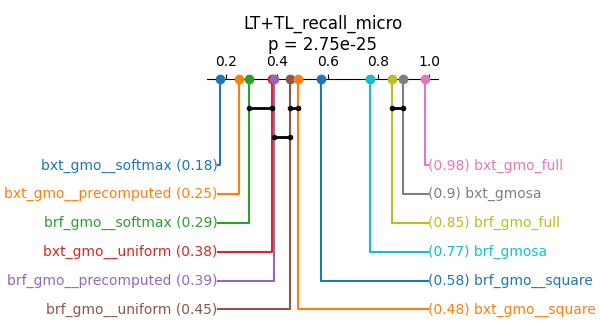 LT+TL_recall_micro
p = 2.75e-25
0.2 0.4 0.6 0.8 1.0
bxt_gmo__softmax (0.18) (0.98) bxt_gmo_full
bxt_gmo__precomputed (0.25) (0.9) bxt_gmosa
brf_gmo__softmax (0.29) (0.85) brf_gmo_full
bxt_gmo__uniform (0.38) (0.77) brf_gmosa
brf_gmo__precomputed (0.39) (0.58) brf_gmo__square
brf_gmo__uniform (0.45) (0.48) bxt_gmo__square